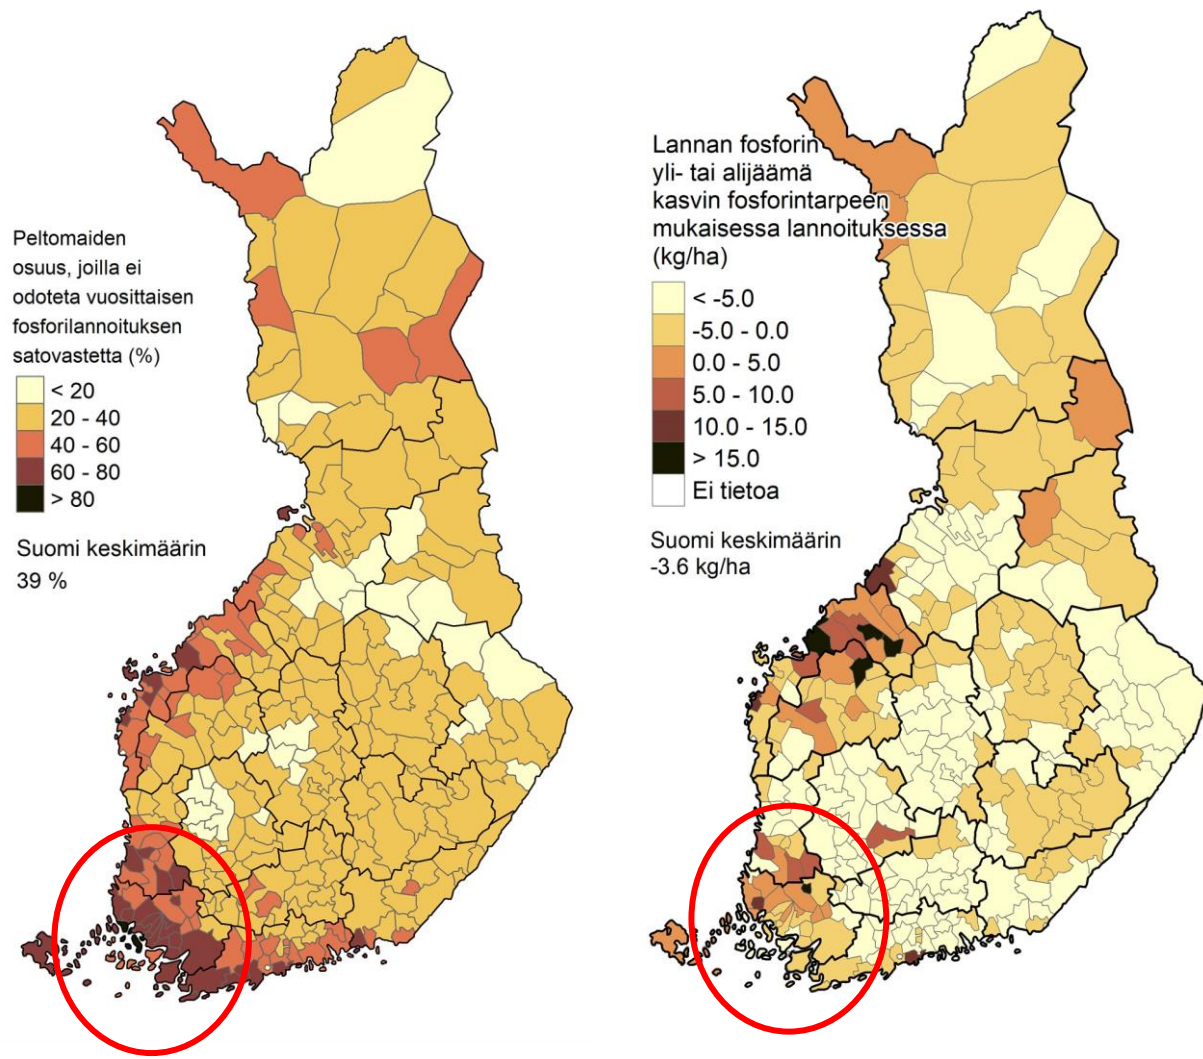 Peltomaiden
osuus, joilla ei
odoteta vuosittaisen
fosforilannoituksen
satovastetta (%)
< 20
20 - 40
40 - 60
60 - 80
> 80
Suomi keskimäärin
39 %
Lannan fosforin
yli- tai alijäämä
kasvin fosforintarpeen
mukaisessa lannoituksessa
(kg/ha)
< -5.0
-5.0 - 0.0
0.0 - 5.0
5.0 - 10.0
10.0 - 15.0
> 15.0
Ei tietoa
Suomi keskimäärin
-3.6 kg/ha